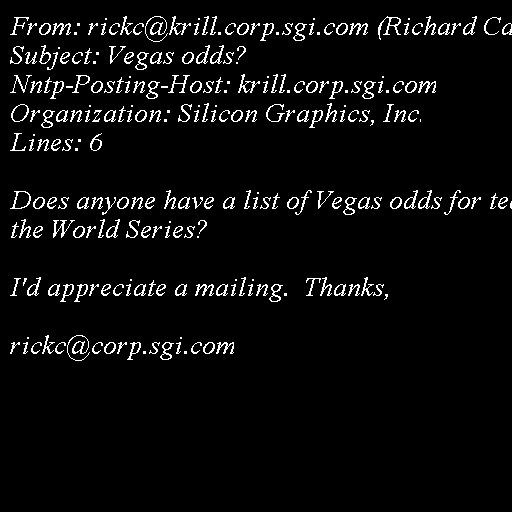 From: rickc@krill.corp.sgi.com (Richard Ca
Subject: Vegas odds?
Nntp-Posting-Host: krill.corp.sgi.com
Organization: Silicon Graphics, Inc.
Lines: 6
Does anyone have a list of Vegas odds for
the World Series?
I'd appreciate a mailing. Thanks,
rickc@corp.sgi.com